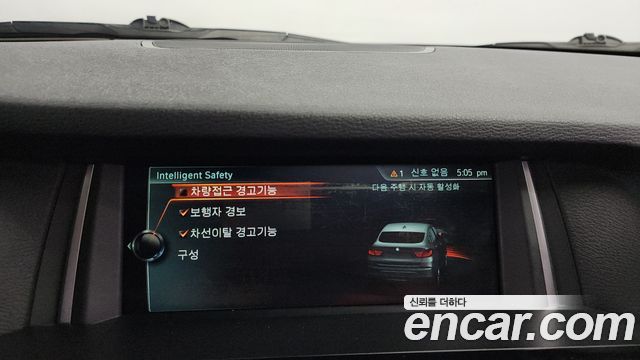 Intelligent Safety
1 신호 없음 5:05 pm
차량접근 경고기능
다음 주행 시 자동 활성화
보행자 경보
차선이탈 경고기능
구성
신뢰를 더하다
encar.com